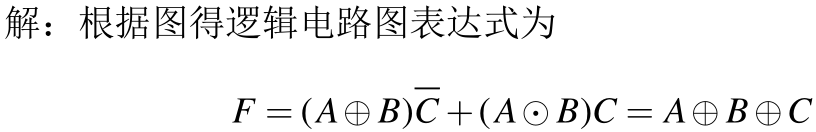 解：根据图得逻辑电路图表达式为
F = (A ⊕ B)C̅ + (A ⊙ B)C = A ⊕ B ⊕ C